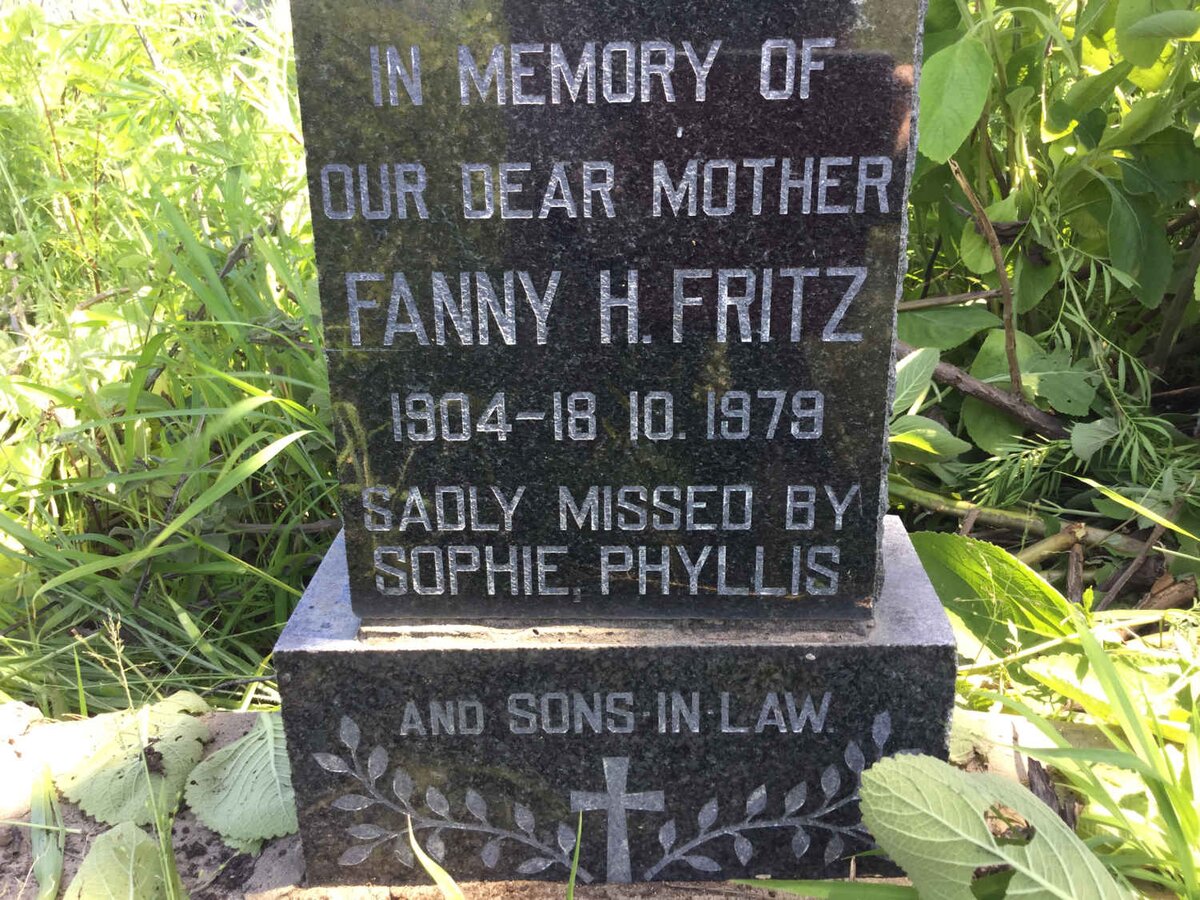 IN MEMORY OF
OUR DEAR MOTHER
FANNY H. FRITZ
1904-18 10. 1979
SADLY MISSED BY
SOPHIE, PHYLLIS
AND SONS-IN-LAW.